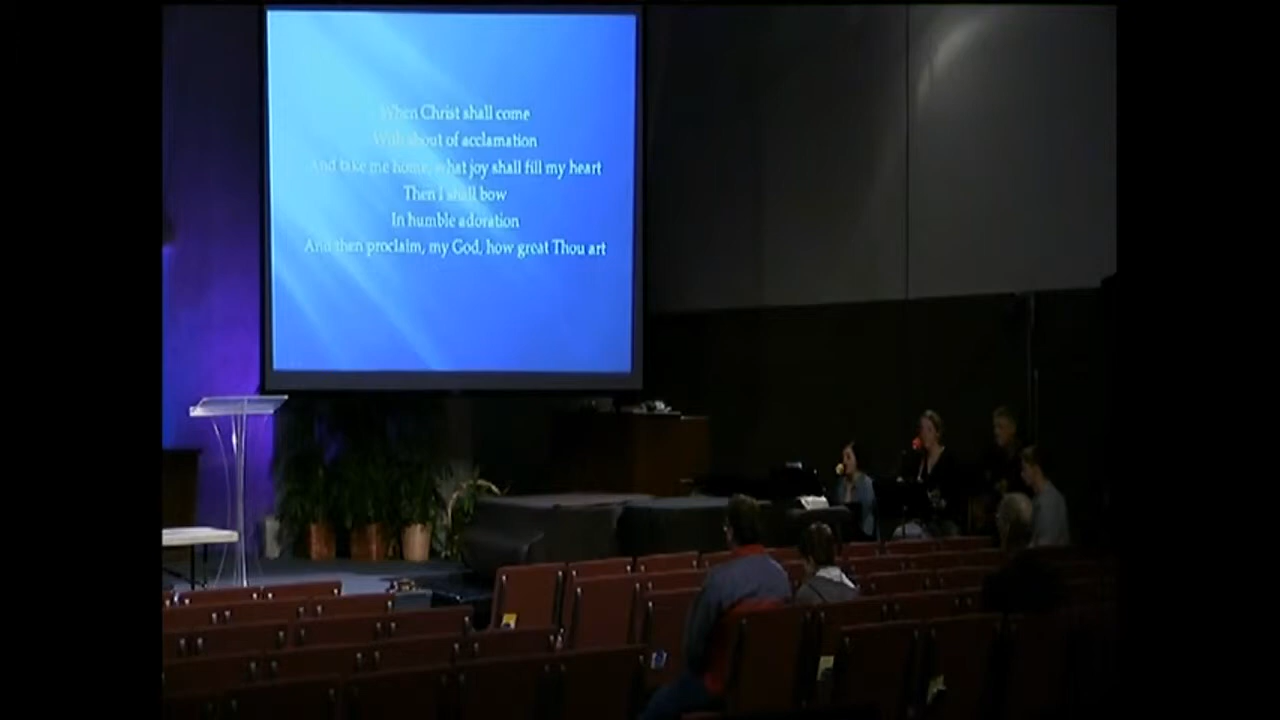 When Christ shall come
With shout of acclamation
And take me home, what joy shall fill my heart
Then I shall bow
In humble adoration
And then proclaim, my God, how great Thou art